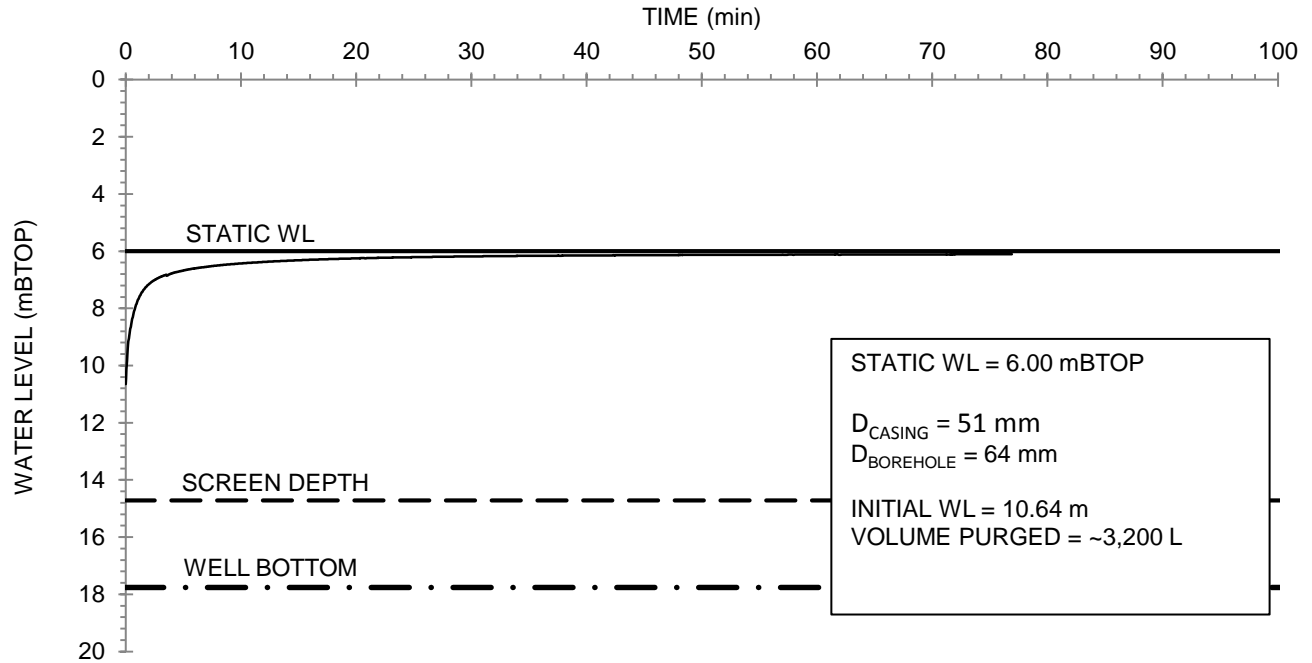 TIME (min)
0 10 20 30 40 50 60 70 80 90 100
WATER LEVEL (mBTOP)
0
2
4
STATIC WL
6
8
10
12
SCREEN DEPTH
14
16
WELL BOTTOM
18
20
STATIC WL = 6.00 mBTOP
D_CASING = 51 mm
D_BOREHOLE = 64 mm
INITIAL WL = 10.64 m
VOLUME PURGED = ~3,200 L